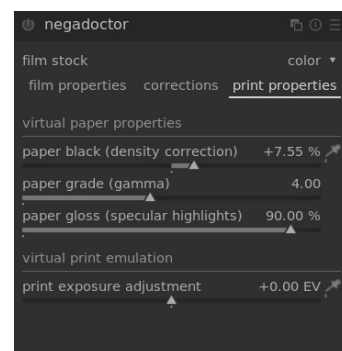 negadoctor
film stock color
film properties corrections print properties
virtual paper properties
paper black (density correction) +7.55 %
paper grade (gamma) 4.00
paper gloss (specular highlights) 90.00 %
virtual print emulation
print exposure adjustment +0.00 EV